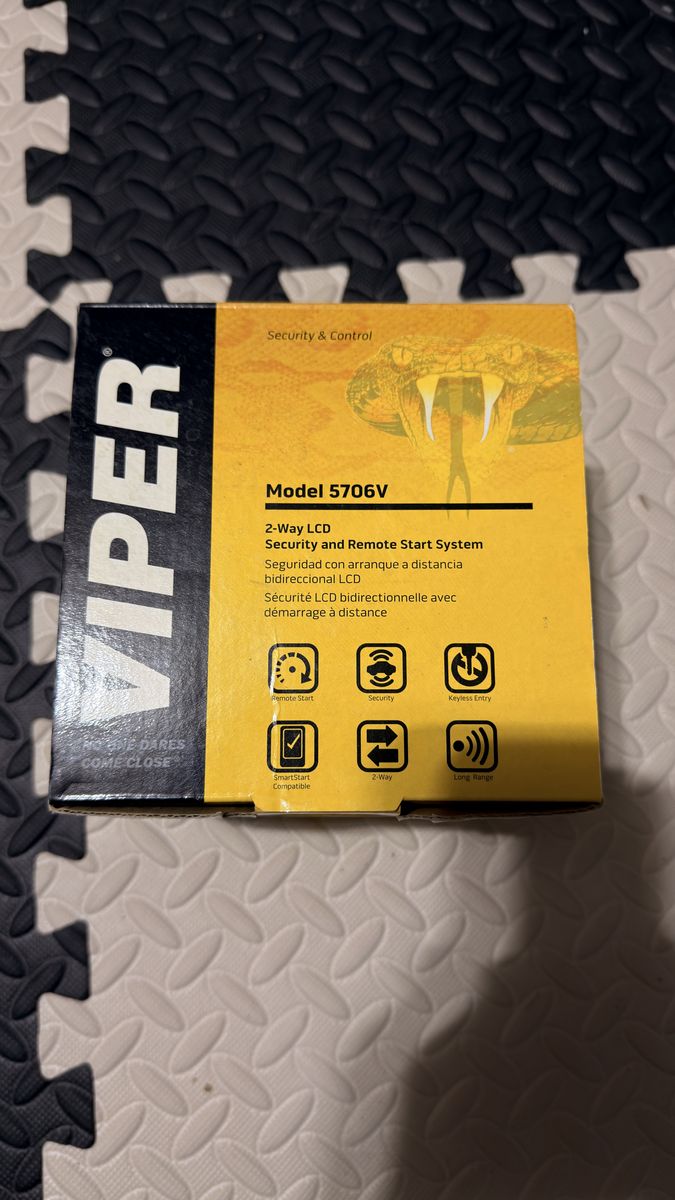 VIPER®
NO ONE DARES
COME CLOSE
Security & Control
Model 5706V
2-Way LCD
Security and Remote Start System
Seguridad con arranque a distancia
bidireccional LCD
Sécurité LCD bidirectionnelle avec
démarrage à distance
Remote Start
Security
Keyless Entry
SmartStart
Compatible
2-Way
Long Range